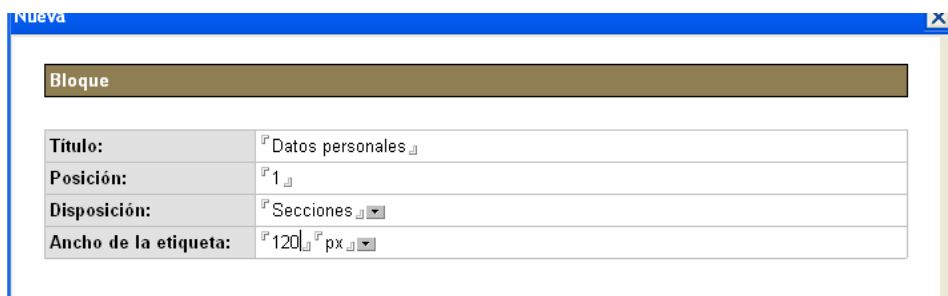 Nueva
Bloque
Título: Datos personales
Posición: 1
Disposición: Secciones
Ancho de la etiqueta: 120 px